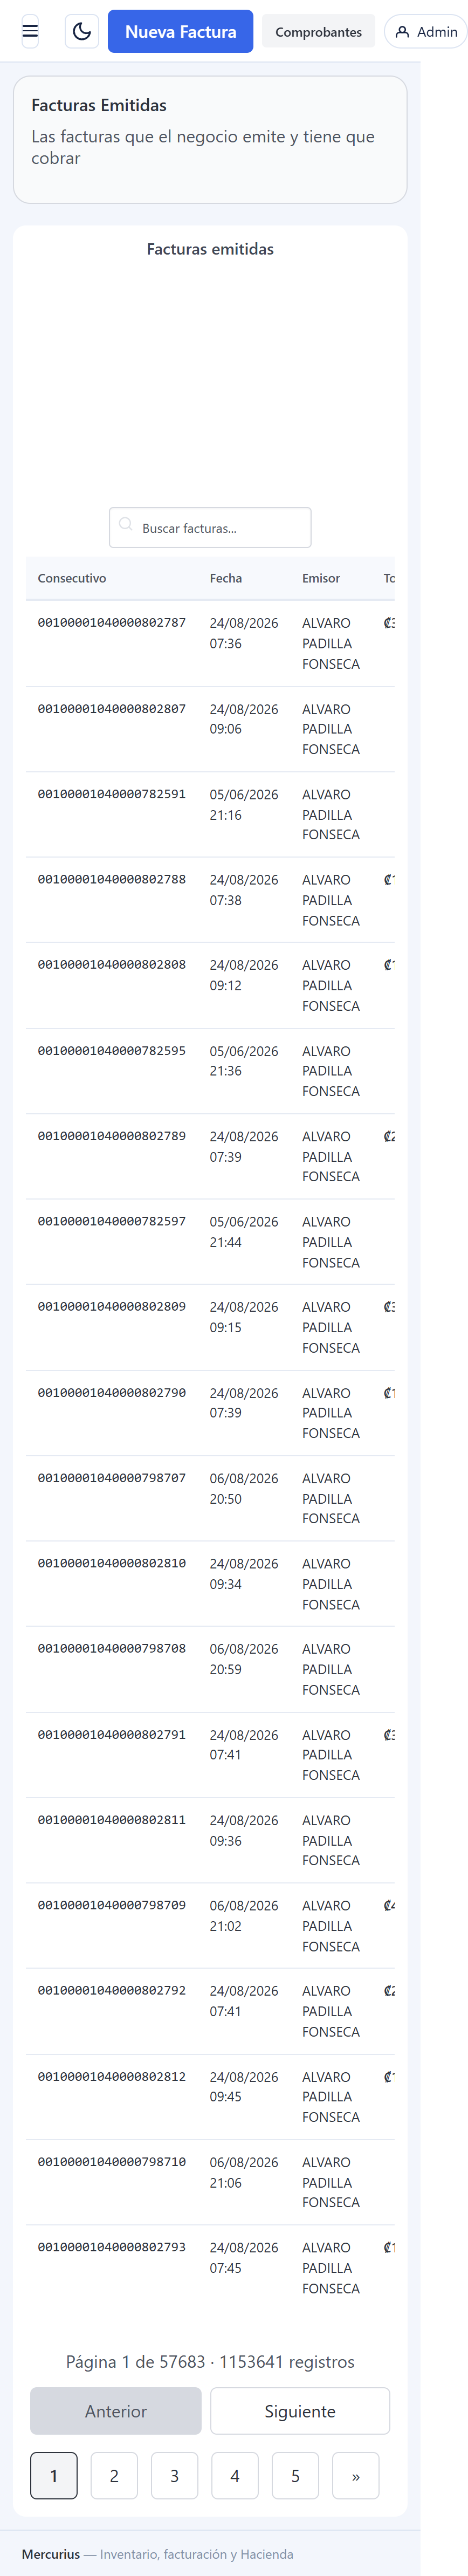 Nueva Factura
Comprobantes
Admin
Facturas Emitidas
Las facturas que el negocio emite y tiene que
cobrar
Facturas emitidas
Buscar facturas...
Consecutivo Fecha Emisor
00100001040000802787 24/08/2026 ALVARO
07:36 PADILLA
FONSECA
00100001040000802807 24/08/2026 ALVARO
09:06 PADILLA
FONSECA
00100001040000782591 05/06/2026 ALVARO
21:16 PADILLA
FONSECA
00100001040000802788 24/08/2026 ALVARO
07:38 PADILLA
FONSECA
00100001040000802808 24/08/2026 ALVARO
09:12 PADILLA
FONSECA
00100001040000782595 05/06/2026 ALVARO
21:36 PADILLA
FONSECA
00100001040000802789 24/08/2026 ALVARO
07:39 PADILLA
FONSECA
00100001040000782597 05/06/2026 ALVARO
21:44 PADILLA
FONSECA
00100001040000802809 24/08/2026 ALVARO
09:15 PADILLA
FONSECA
00100001040000802790 24/08/2026 ALVARO
07:39 PADILLA
FONSECA
00100001040000798707 06/08/2026 ALVARO
20:50 PADILLA
FONSECA
00100001040000802810 24/08/2026 ALVARO
09:34 PADILLA
FONSECA
00100001040000798708 06/08/2026 ALVARO
20:59 PADILLA
FONSECA
00100001040000802791 24/08/2026 ALVARO
07:41 PADILLA
FONSECA
00100001040000802811 24/08/2026 ALVARO
09:36 PADILLA
FONSECA
00100001040000798709 06/08/2026 ALVARO
21:02 PADILLA
FONSECA
00100001040000802792 24/08/2026 ALVARO
07:41 PADILLA
FONSECA
00100001040000802812 24/08/2026 ALVARO
09:45 PADILLA
FONSECA
00100001040000798710 06/08/2026 ALVARO
21:06 PADILLA
FONSECA
00100001040000802793 24/08/2026 ALVARO
07:45 PADILLA
FONSECA
Página 1 de 57683 · 1153641 registros
Anterior Siguiente
1 2 3 4 5 »
Mercurius — Inventario, facturación y Hacienda